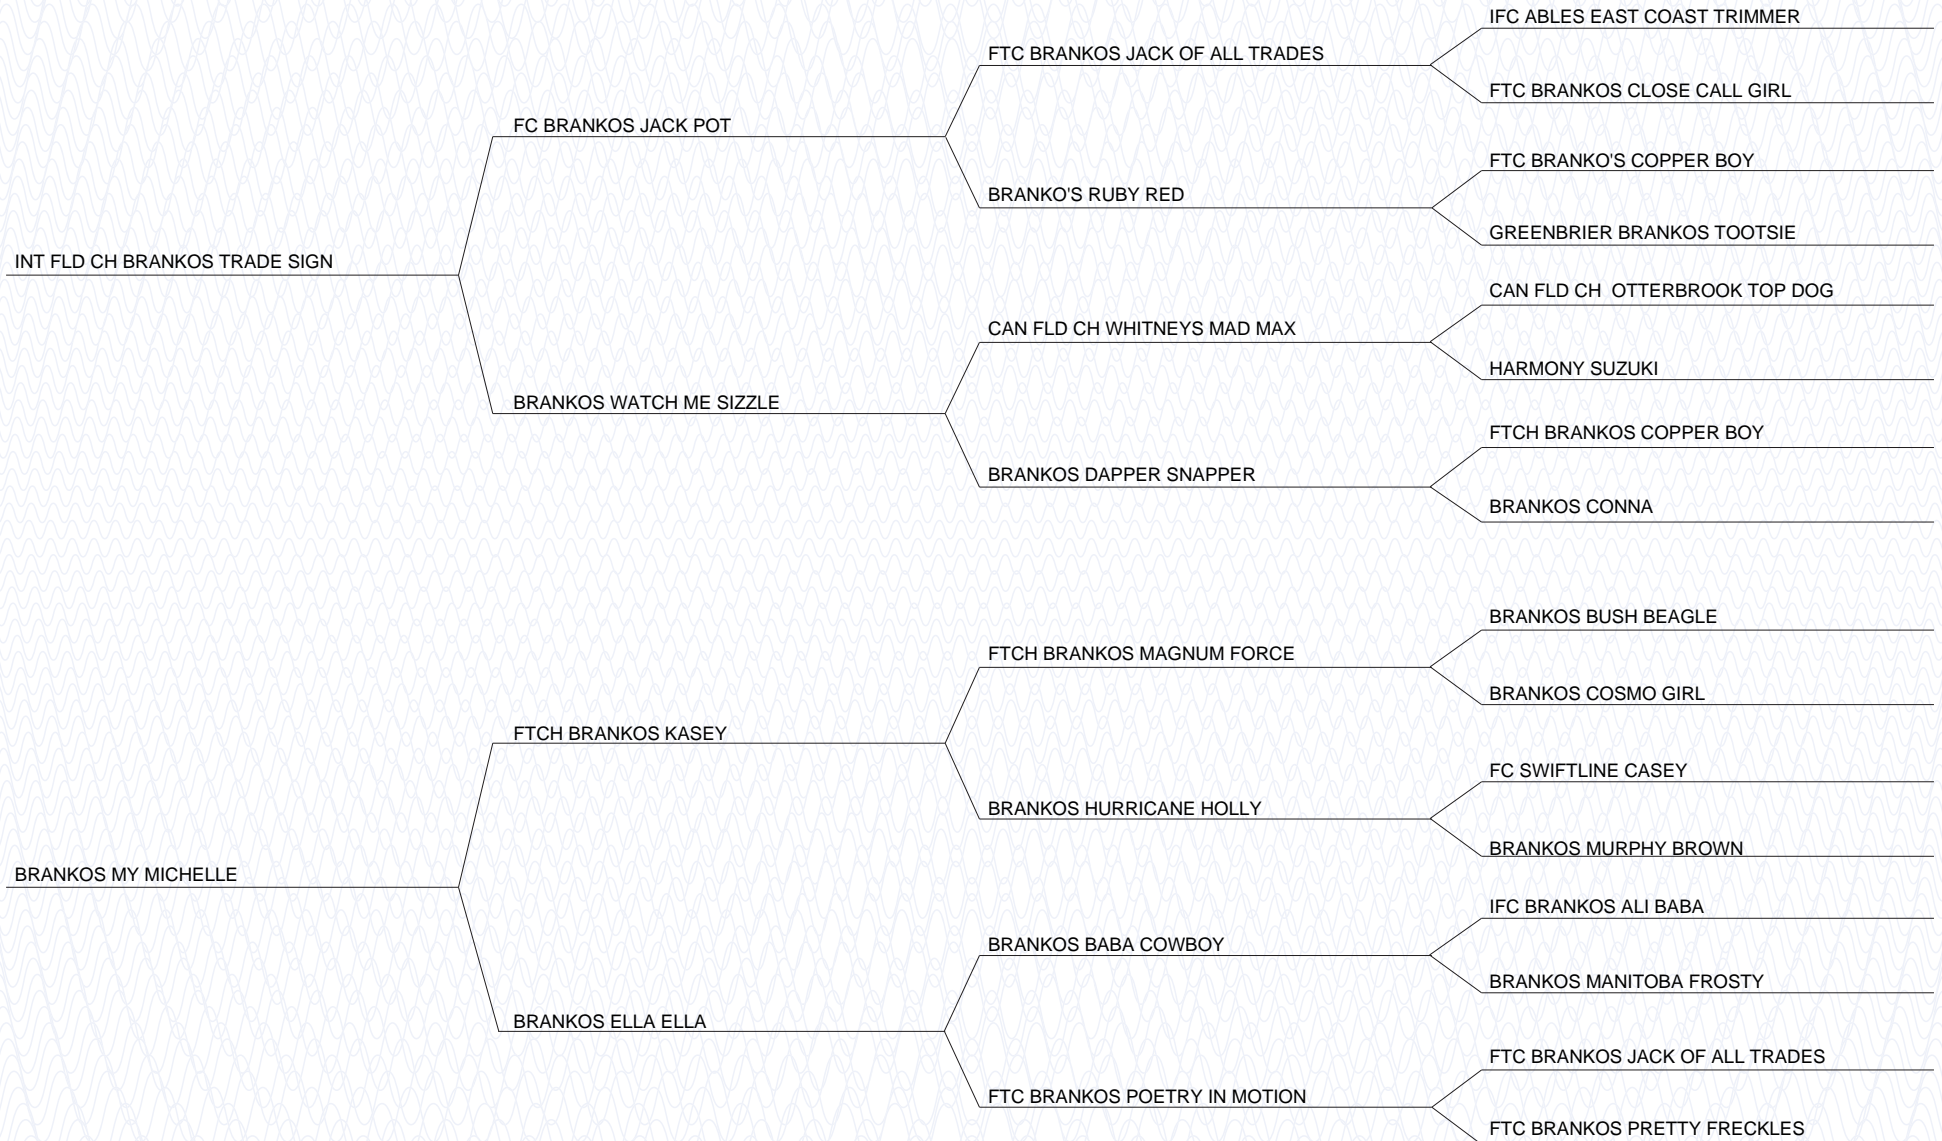 IFC ABLES EAST COAST TRIMMER
FTC BRANKOS JACK OF ALL TRADES
FTC BRANKOS CLOSE CALL GIRL
FC BRANKOS JACK POT
FTC BRANKO'S COPPER BOY
BRANKO'S RUBY RED
GREENBRIER BRANKOS TOOTSIE
INT FLD CH BRANKOS TRADE SIGN
CAN FLD CH  OTTERBROOK TOP DOG
CAN FLD CH WHITNEYS MAD MAX
HARMONY SUZUKI
BRANKOS WATCH ME SIZZLE
FTCH BRANKOS COPPER BOY
BRANKOS DAPPER SNAPPER
BRANKOS CONNA
BRANKOS BUSH BEAGLE
FTCH BRANKOS MAGNUM FORCE
BRANKOS COSMO GIRL
FTCH BRANKOS KASEY
FC SWIFTLINE CASEY
BRANKOS HURRICANE HOLLY
BRANKOS MURPHY BROWN
BRANKOS MY MICHELLE
IFC BRANKOS ALI BABA
BRANKOS BABA COWBOY
BRANKOS MANITOBA FROSTY
BRANKOS ELLA ELLA
FTC BRANKOS JACK OF ALL TRADES
FTC BRANKOS POETRY IN MOTION
FTC BRANKOS PRETTY FRECKLES